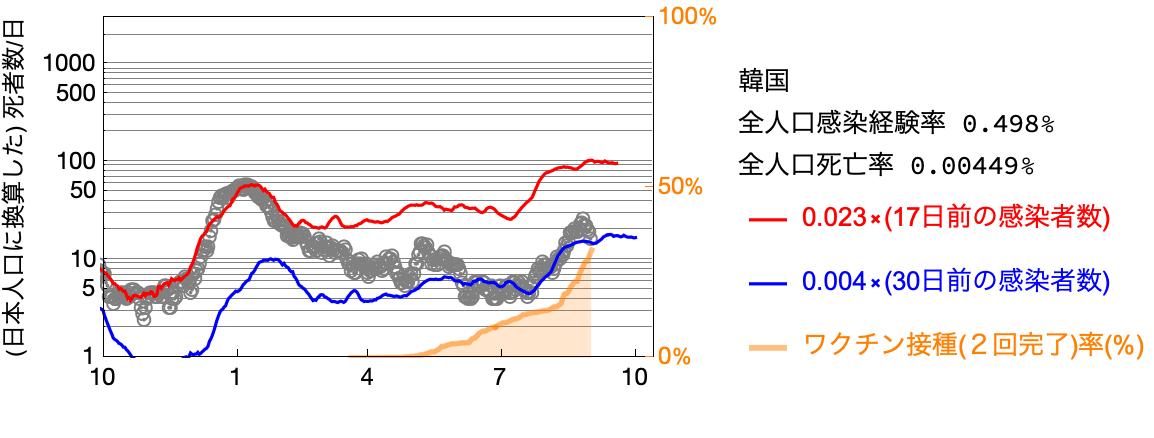 (日本人口に換算した) 死者数/日
1000
500
100
50
10
5
1
10
1
4
7
10
100%
50%
0%
韓国
全人口感染経験率 0.498%
全人口死亡率 0.00449%
0.023×(17日前の感染者数)
0.004×(30日前の感染者数)
ワクチン接種(２回完了)率(%)